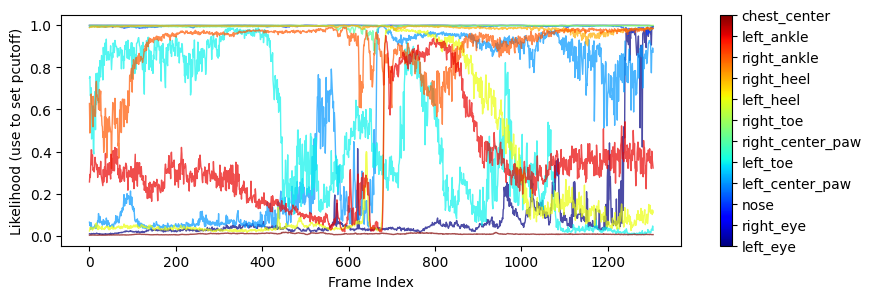 Likelihood (use to set pcutoff)
1.0
0.8
0.6
0.4
0.2
0.0
0
200
400
600
800
1000
1200
Frame Index
chest_center
left_ankle
right_ankle
right_heel
left_heel
right_toe
right_center_paw
left_toe
left_center_paw
nose
right_eye
left_eye